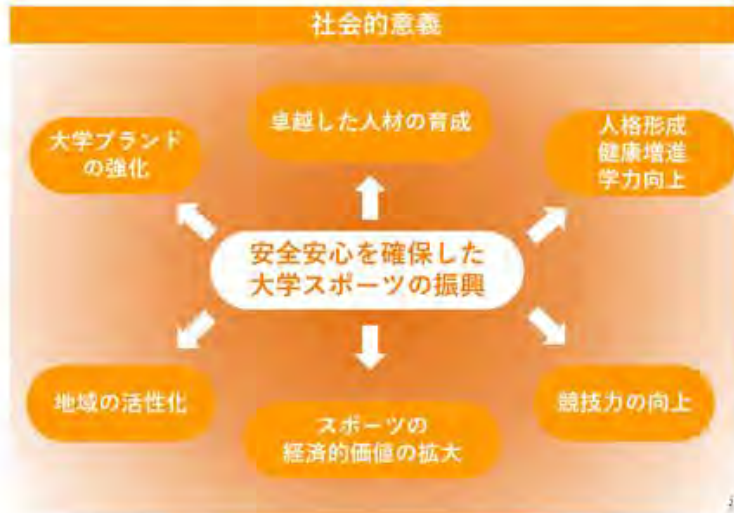 社会的意義
大学ブランド
の強化
卓越した人材の育成
人格形成
健康増進
学力向上
安全安心を確保した
大学スポーツの振興
地域の活性化
スポーツの
経済的価値の拡大
競技力の向上